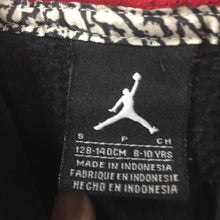 S P CH
128-140CM 8-10 YRS
MADE IN INDONESIA
FABRIQUE EN INDONESIE
HECHO EN INDONESIA